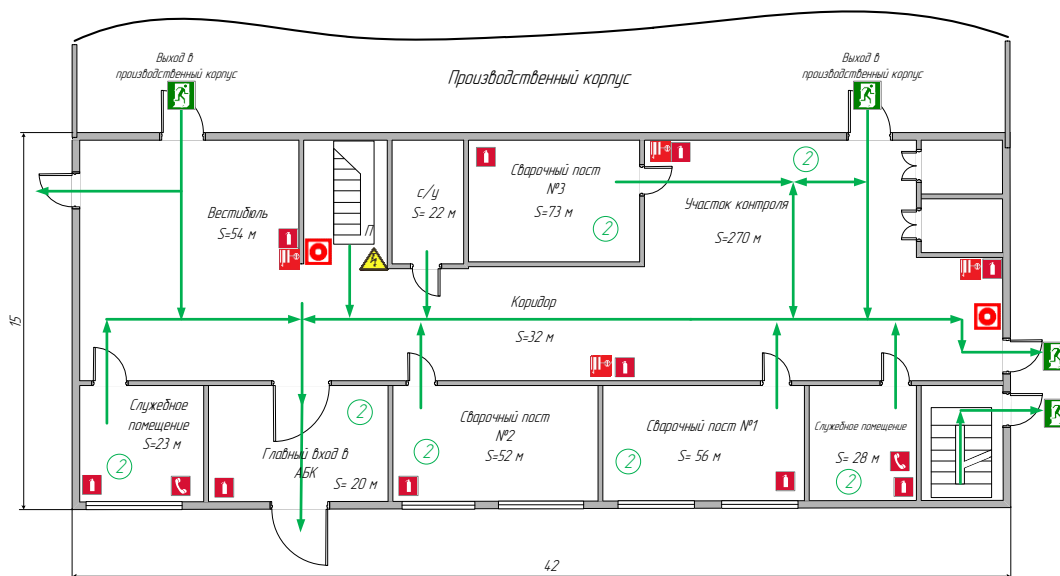 Выход в
производственный корпус
Производственный корпус
Выход в
производственный корпус
Вестибюль
S=54 м
П
с/у
S= 22 м
Сварочный пост
№3
S=73 м
2
2
Участок контроля
S=270 м
Коридор
S=32 м
15
Служебное
помещение
S=23 м
2
Главный вход в
АБК
S= 20 м
2
Сварочный пост
№2
S=52 м
2
Сварочный пост №1
S= 56 м
2
Служебное помещение
S= 28 м
2
42